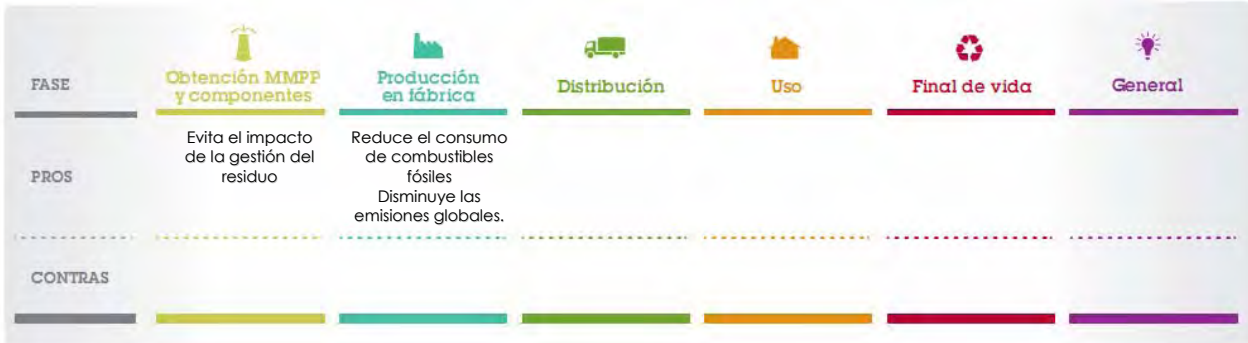 FASE
Obtención MMPP
y componentes
Producción
en fábrica
Distribución
Uso
Final de vida
General
PROS
Evita el impacto
de la gestión del
residuo
Reduce el consumo
de combustibles
fósiles
Disminuye las
emisiones globales.
CONTRAS